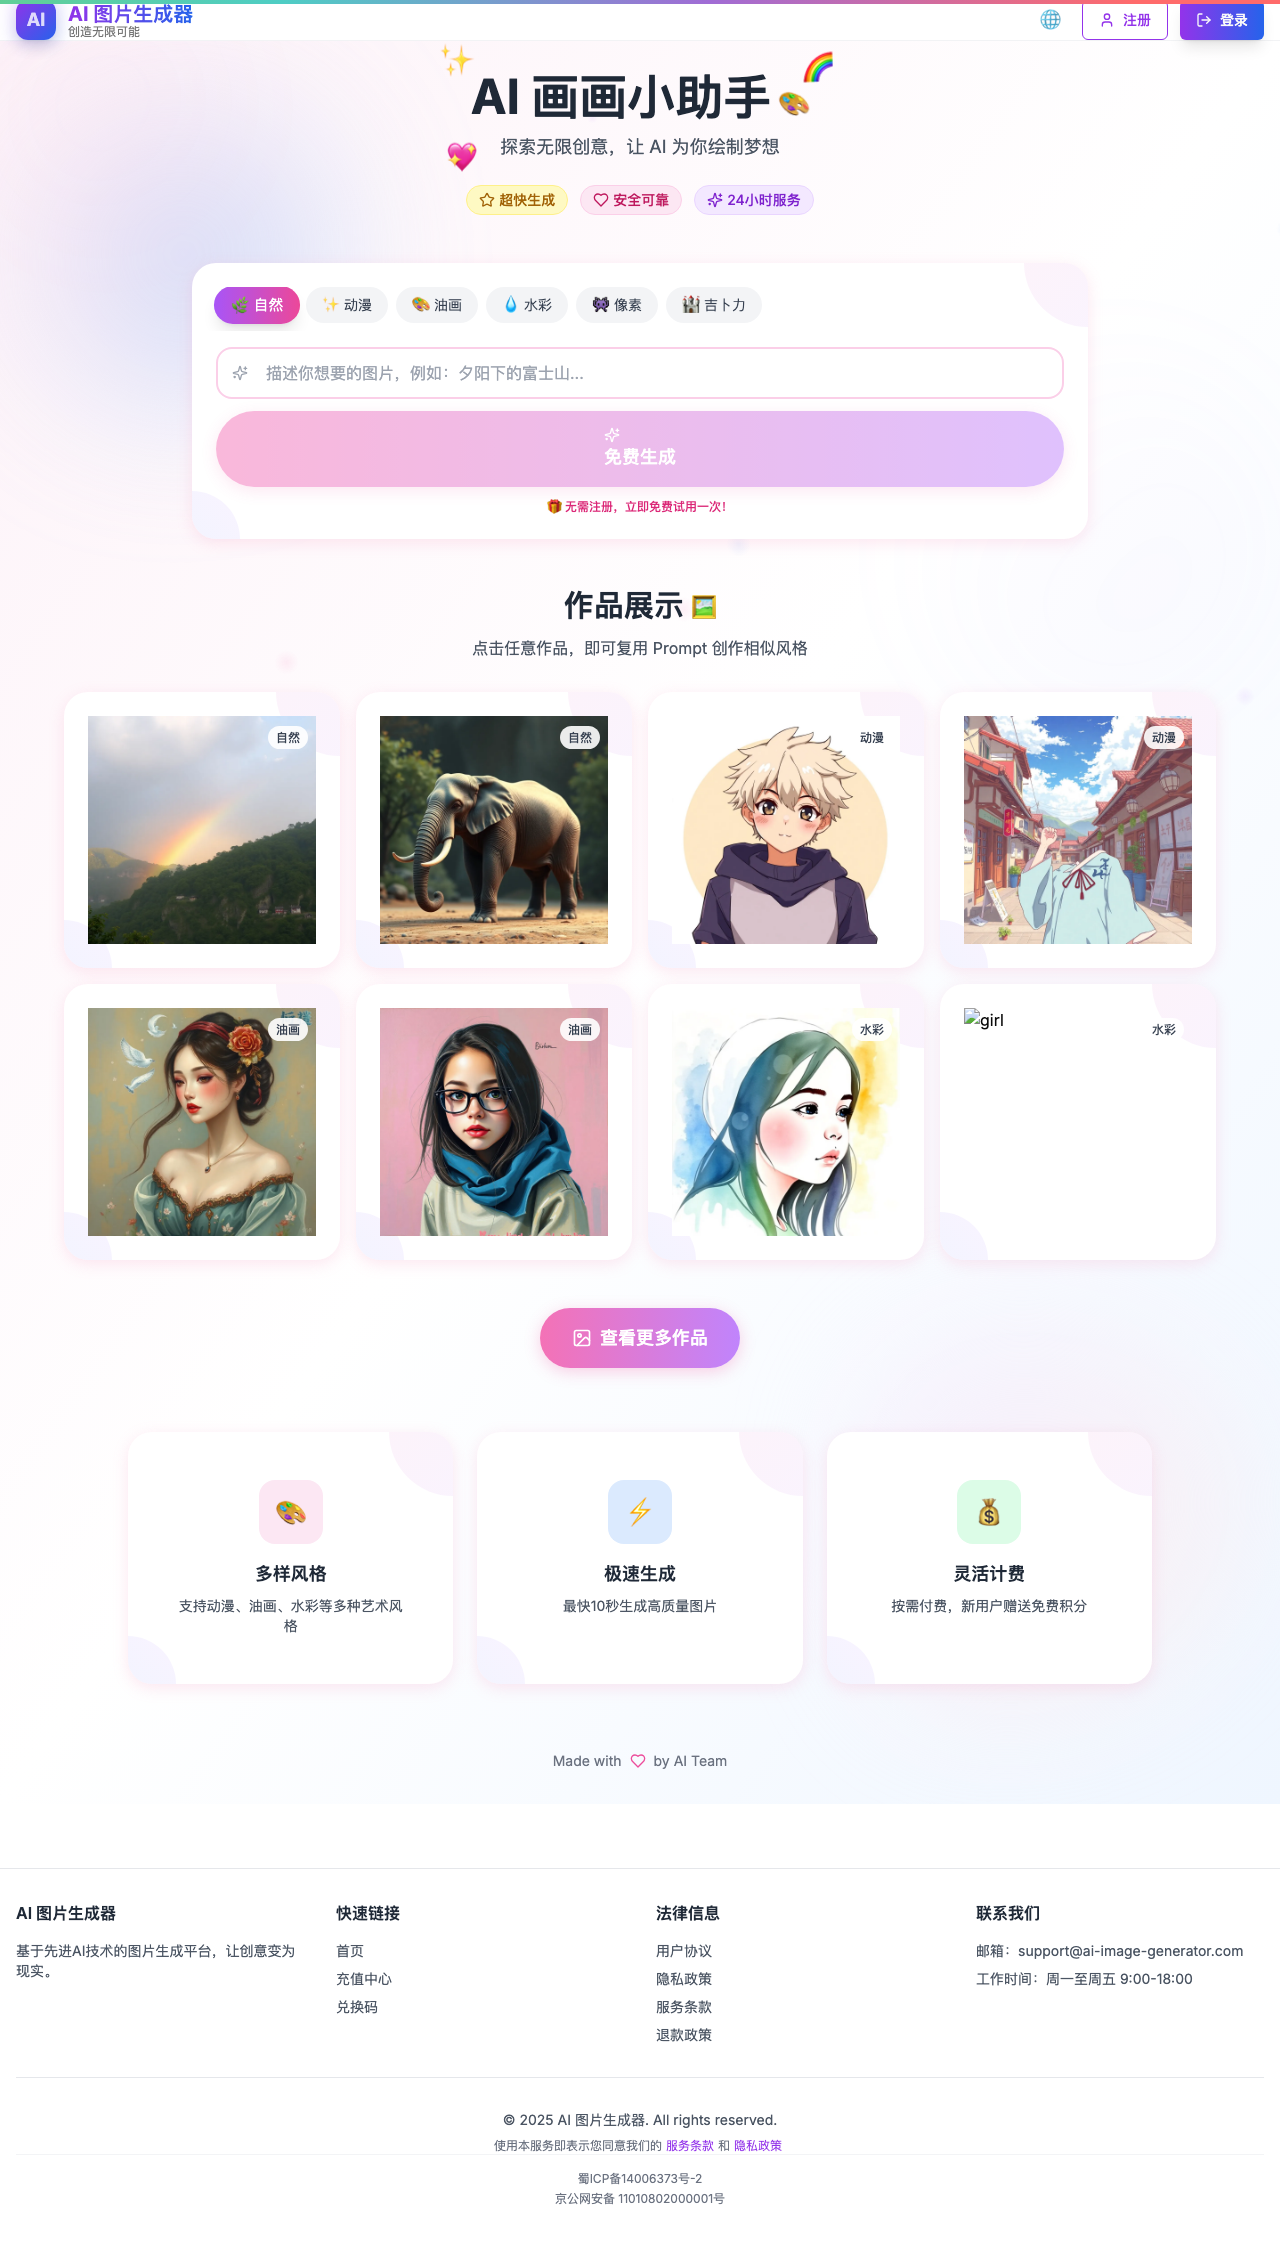 AI
AI 图片生成器
创造无限可能
注册
登录
AI 画画小助手
探索无限创意，让 AI 为你绘制梦想
超快生成
安全可靠
24小时服务
自然
动漫
油画
水彩
像素
吉卜力
描述你想要的图片，例如：夕阳下的富士山...
免费生成
无需注册，立即免费试用一次！
作品展示
点击任意作品，即可复用 Prompt 创作相似风格
自然
自然
动漫
动漫
油画
油画
水彩
girl
水彩
查看更多作品
多样风格
支持动漫、油画、水彩等多种艺术风
格
极速生成
最快10秒生成高质量图片
灵活计费
按需付费，新用户赠送免费积分
Made with
by AI Team
AI 图片生成器
基于先进AI技术的图片生成平台，让创意变为
现实。
快速链接
首页
充值中心
兑换码
法律信息
用户协议
隐私政策
服务条款
退款政策
联系我们
邮箱：support@ai-image-generator.com
工作时间：周一至周五 9:00-18:00
© 2025 AI 图片生成器. All rights reserved.
使用本服务即表示您同意我们的 服务条款 和 隐私政策
蜀ICP备14006373号-2
京公网安备 11010802000001号